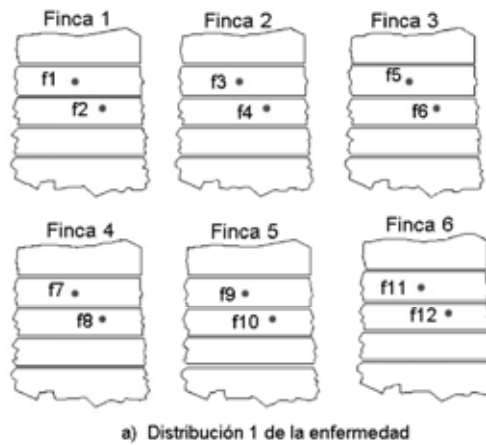 Finca 1 Finca 2 Finca 3
f1 f3 f5
f2 f4 f6
Finca 4 Finca 5 Finca 6
f7 f9 f11
f8 f10 f12
a) Distribución 1 de la enfermedad